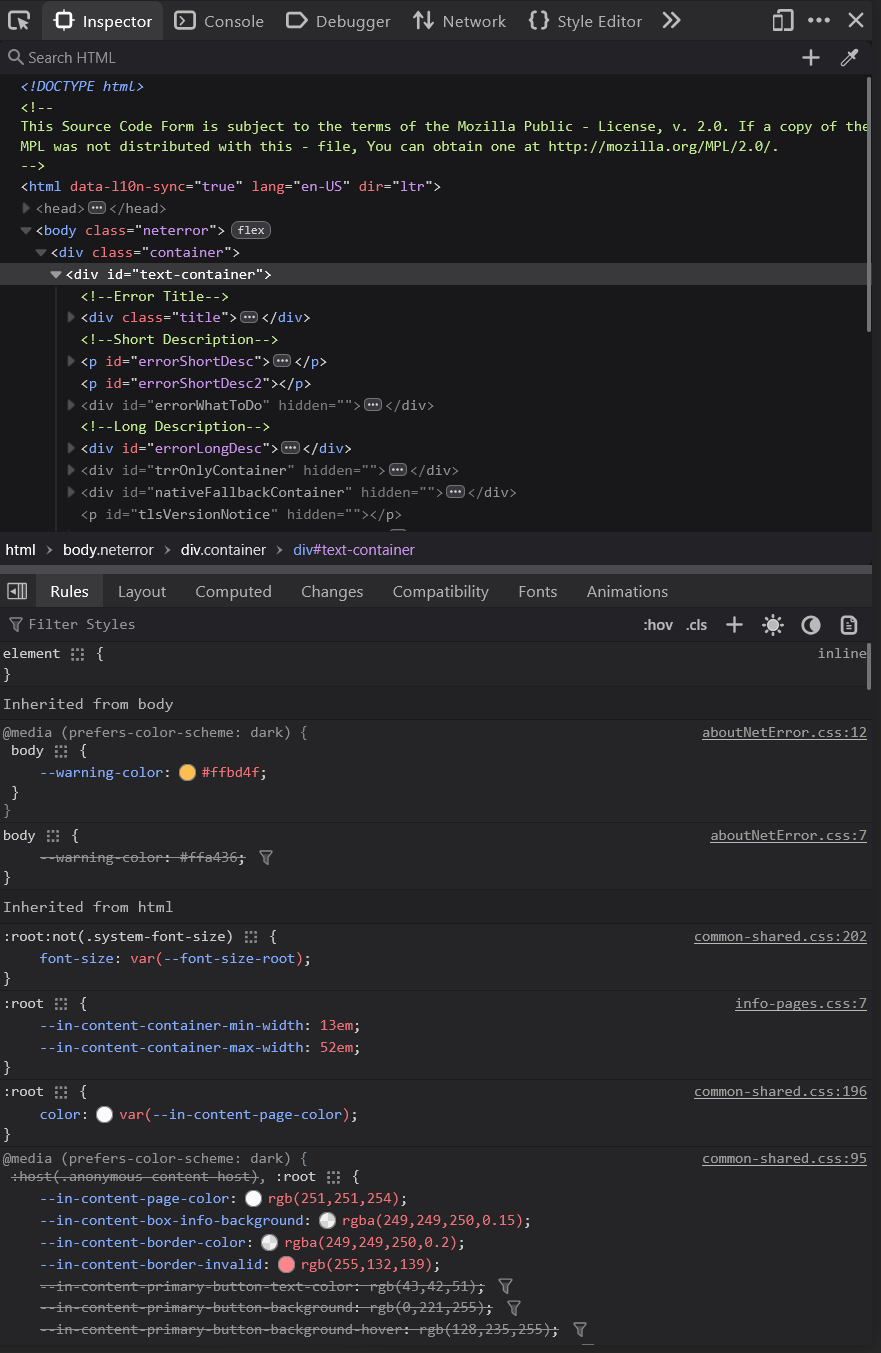 Inspector Console Debugger Network Style Editor
Search HTML
<!DOCTYPE html>
<!--
This Source Code Form is subject to the terms of the Mozilla Public - License, v. 2.0. If a copy of the
MPL was not distributed with this - file, You can obtain one at http://mozilla.org/MPL/2.0/.
-->
<html data-l10n-sync="true" lang="en-US" dir="ltr">
<head>···</head>
<body class="neterror"> flex
<div class="container">
<div id="text-container">
<!--Error Title-->
<div class="title">···</div>
<!--Short Description-->
<p id="errorShortDesc">···</p>
<p id="errorShortDesc2"></p>
<div id="errorWhatToDo" hidden="">···</div>
<!--Long Description-->
<div id="errorLongDesc">···</div>
<div id="trrOnlyContainer" hidden="">···</div>
<div id="nativeFallbackContainer" hidden="">···</div>
<p id="tlsVersionNotice" hidden=""></p>
html > body.neterror > div.container > div#text-container
Rules Layout Computed Changes Compatibility Fonts Animations
Filter Styles :hov .cls
element { inline
}
Inherited from body
@media (prefers-color-scheme: dark) { aboutNetError.css:12
body {
--warning-color: #ffbd4f;
}
}
body { aboutNetError.css:7
--warning-color: #ffa436;
}
Inherited from html
:root:not(.system-font-size) { common-shared.css:202
font-size: var(--font-size-root);
}
:root { info-pages.css:7
--in-content-container-min-width: 13em;
--in-content-container-max-width: 52em;
}
:root { common-shared.css:196
color: var(--in-content-page-color);
}
@media (prefers-color-scheme: dark) { common-shared.css:95
:host(.anonymous-content-host), :root {
--in-content-page-color: rgb(251,251,254);
--in-content-box-info-background: rgba(249,249,250,0.15);
--in-content-border-color: rgba(249,249,250,0.2);
--in-content-border-invalid: rgb(255,132,139);
--in-content-primary-button-text-color: rgb(43,42,51);
--in-content-primary-button-background: rgb(0,221,255);
--in-content-primary-button-background-hover: rgb(128,235,255);